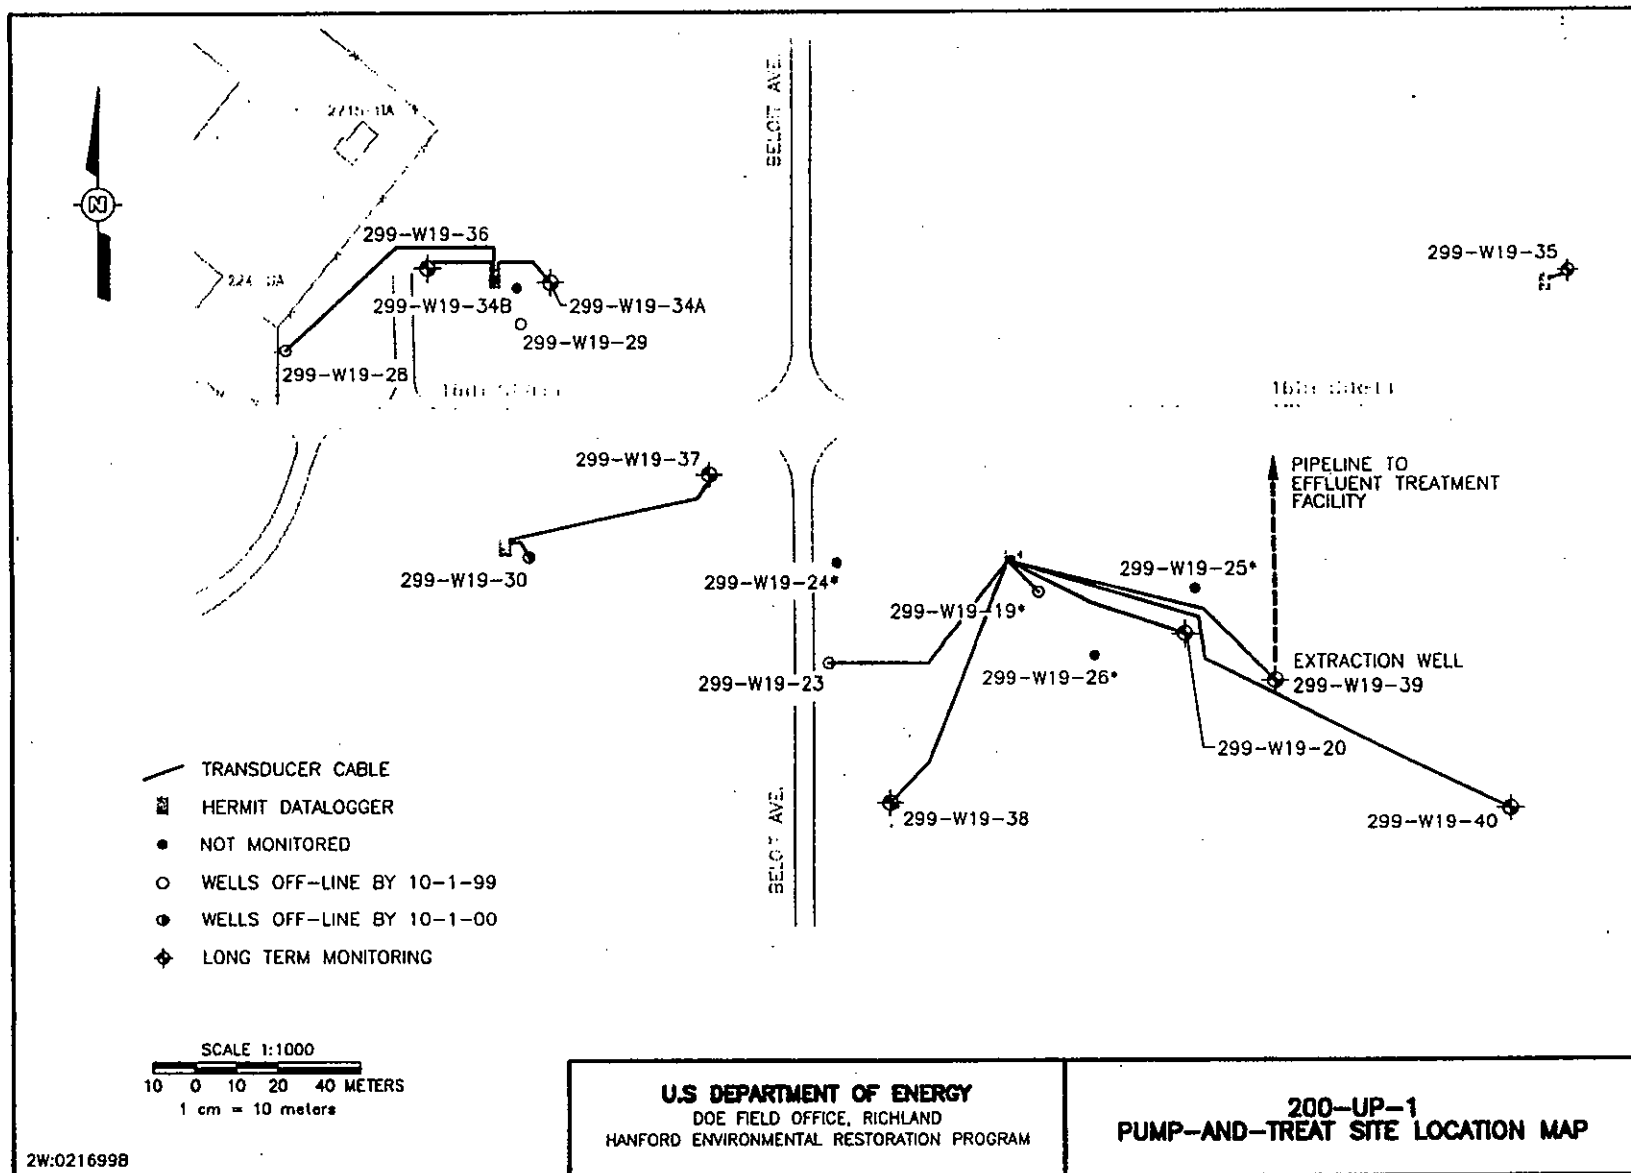 BELOIT AVE.
N
299-W19-36
299-W19-35
299-W19-34B
299-W19-34A
299-W19-29
299-W19-28
299-W19-37
PIPELINE TO
EFFLUENT TREATMENT
FACILITY
299-W19-30
299-W19-24*
299-W19-25*
299-W19-19*
EXTRACTION WELL
299-W19-39
299-W19-23
299-W19-26*
299-W19-20
BELOIT AVE.
299-W19-38
299-W19-40
TRANSDUCER CABLE
HERMIT DATALOGGER
NOT MONITORED
WELLS OFF-LINE BY 10-1-99
WELLS OFF-LINE BY 10-1-00
LONG TERM MONITORING
SCALE 1:1000
10 0 10 20 40 METERS
1 cm = 10 meters
U.S DEPARTMENT OF ENERGY
DOE FIELD OFFICE, RICHLAND
HANFORD ENVIRONMENTAL RESTORATION PROGRAM
200-UP-1
PUMP-AND-TREAT SITE LOCATION MAP
2W:021699B